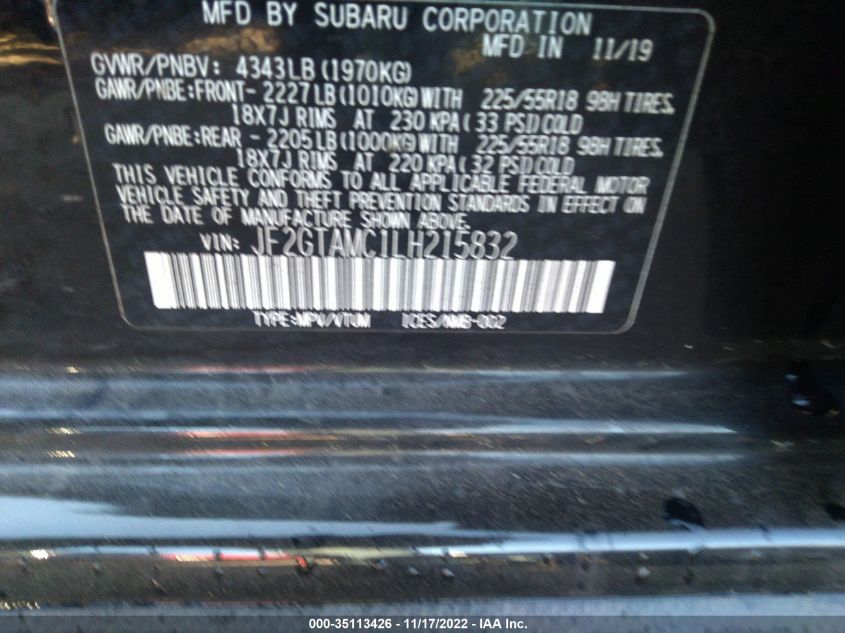 MFD BY SUBARU CORPORATION
MFD IN 11/19
GVWR/PNBV: 4343LB(1970KG)
GAWR/PNBE:FRONT- 2227LB(1010KG)WITH 225/55R18 98H TIRES,
18X7J RIMS AT 230 KPA( 33 PSI)COLD
GAWR/PNBE:REAR - 2205LB(1000KG)WITH 225/55R18 98H TIRES,
18X7J RIMS AT 220 KPA( 32 PSI)COLD
THIS VEHICLE CONFORMS TO ALL APPLICABLE FEDERAL MOTOR
VEHICLE SAFETY AND THEFT PREVENTION STANDARDS IN EFFECT ON
THE DATE OF MANUFACTURE SHOWN ABOVE.
VIN: JF2GTAMC1LH215832
TYPE:MPV/VTUM ICES/NMB-002
000-35113426 - 11/17/2022 - IAA Inc.